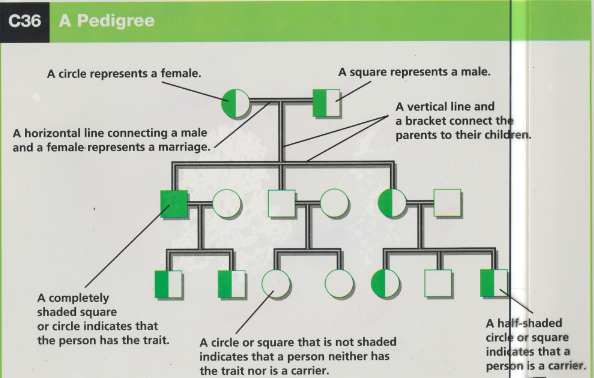 C36 A Pedigree
A circle represents a female.
A square represents a male.
A vertical line and
a bracket connect the
parents to their children.
A horizontal line connecting a male
and a female represents a marriage.
A completely
shaded square
or circle indicates that
the person has the trait.
A circle or square that is not shaded
indicates that a person neither has
the trait nor is a carrier.
A half-shaded
circle or square
indicates that a
person is a carrier.